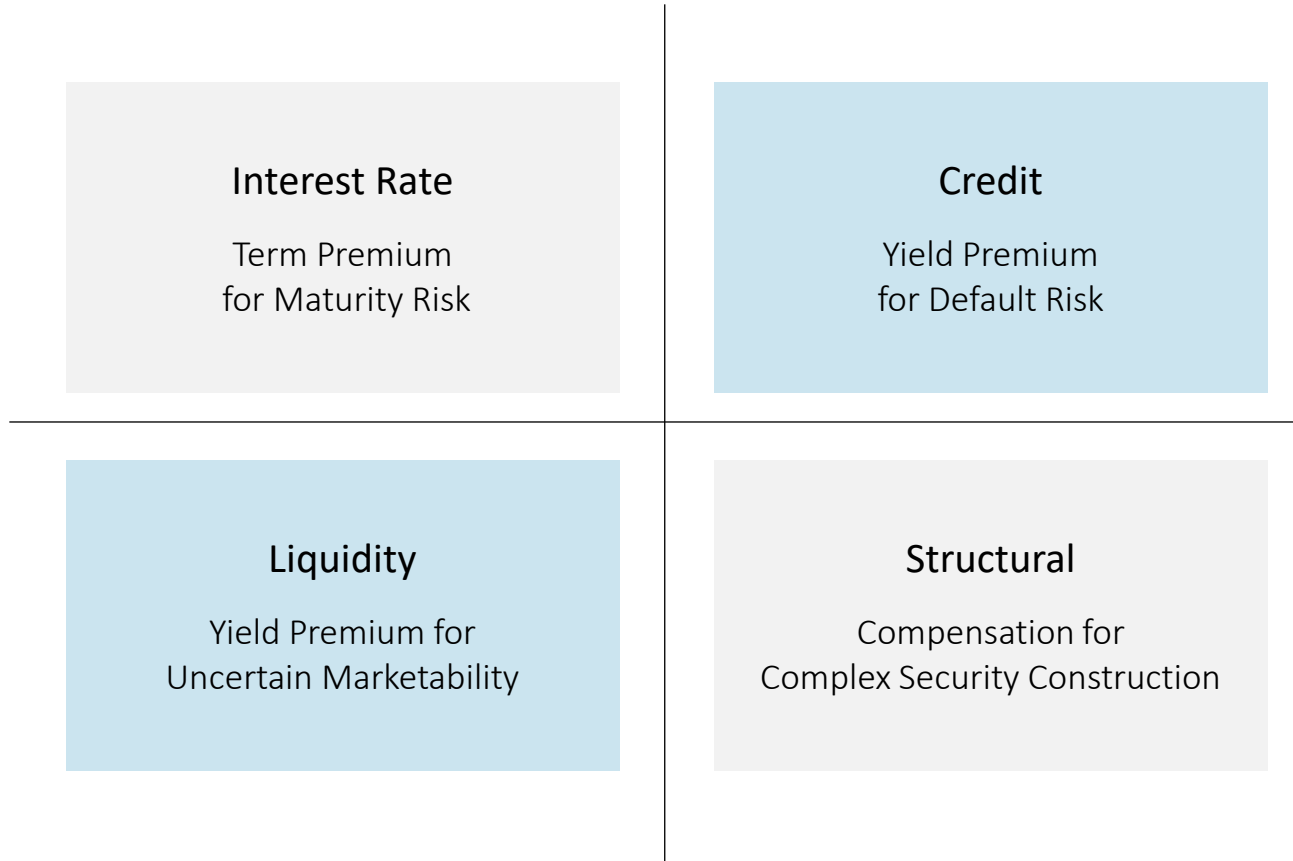 Interest Rate
Term Premium
for Maturity Risk
Credit
Yield Premium
for Default Risk
Liquidity
Yield Premium for
Uncertain Marketability
Structural
Compensation for
Complex Security Construction